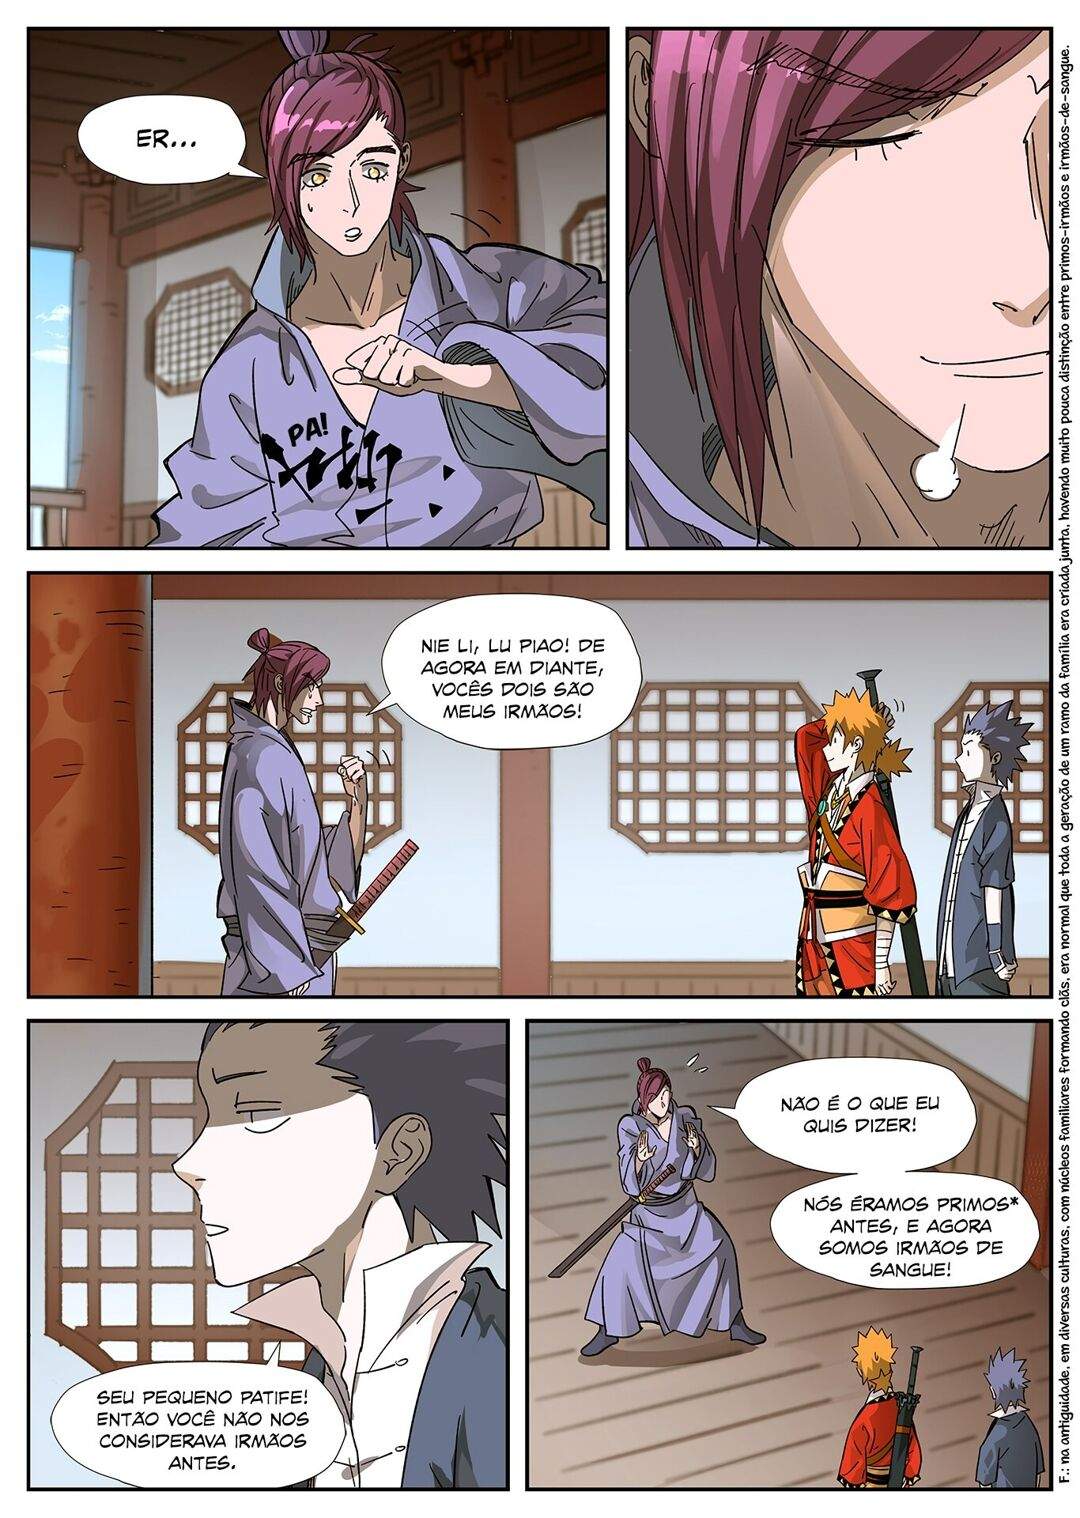 ER...
PA!
NIE LI, LU PIAO! DE
AGORA EM DIANTE,
VOCÊS DOIS SÃO
MEUS IRMÃOS!
SEU PEQUENO PATIFE!
ENTÃO VOCÊ NÃO NOS
CONSIDERAVA IRMÃOS
ANTES.
NÃO É O QUE EU
QUIS DIZER!
NÓS ÉRAMOS PRIMOS*
ANTES, E AGORA
SOMOS IRMÃOS DE
SANGUE!
F.: na antiguidade, em diversas culturas, com núcleos familiares formando clãs, era normal que toda a geração de um ramo da família era criada junta, havendo muito pouca distinção entre primos-irmãos e irmãos-de-sangue.